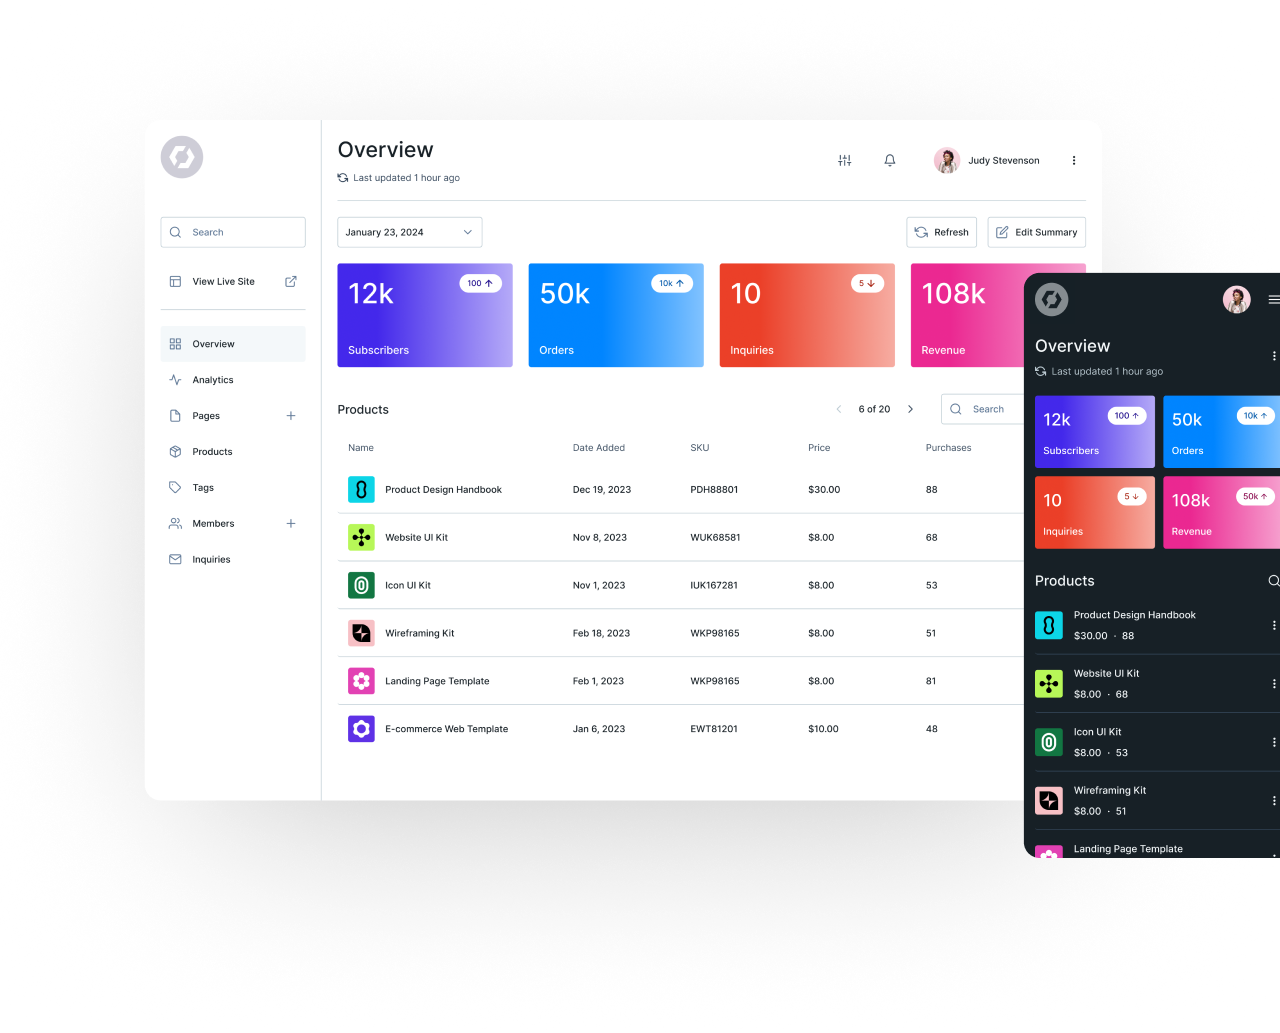 Overview
Last updated 1 hour ago
Judy Stevenson
Search
View Live Site
Overview
Analytics
Pages
Products
Tags
Members
Inquiries
January 23, 2024
Refresh
Edit Summary
12k
100
Subscribers
50k
10k
Orders
10
5
Inquiries
108k
Revenue
Products
6 of 20
Search
Name Date Added SKU Price Purchases
Product Design Handbook Dec 19, 2023 PDH88801 $30.00 88
Website UI Kit Nov 8, 2023 WUK68581 $8.00 68
Icon UI Kit Nov 1, 2023 IUK167281 $8.00 53
Wireframing Kit Feb 18, 2023 WKP98165 $8.00 51
Landing Page Template Feb 1, 2023 WKP98165 $8.00 81
E-commerce Web Template Jan 6, 2023 EWT81201 $10.00 48
Overview
Last updated 1 hour ago
12k
100
Subscribers
50k
10k
Orders
10
5
Inquiries
108k
50k
Revenue
Products
Product Design Handbook
$30.00 · 88
Website UI Kit
$8.00 · 68
Icon UI Kit
$8.00 · 53
Wireframing Kit
$8.00 · 51
Landing Page Template